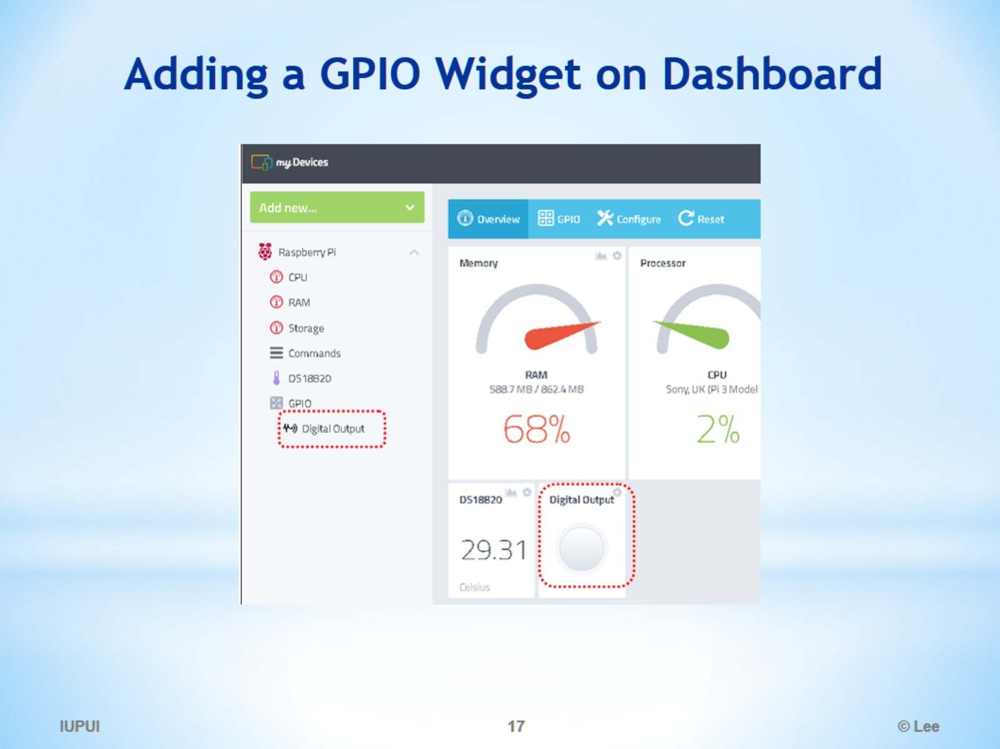 Adding a GPIO Widget on Dashboard
myDevices
Add new...
Raspberry Pi
CPU
RAM
Storage
Commands
DS18B20
GPIO
Digital Output
Overview
GPIO
Configure
Reset
Memory
RAM
588.7 MB / 862.4 MB
68%
Processor
CPU
Sony, UK (Pi 3 Model
2%
DS18B20
29.31
Celsius
Digital Output
IUPUI
17
© Lee